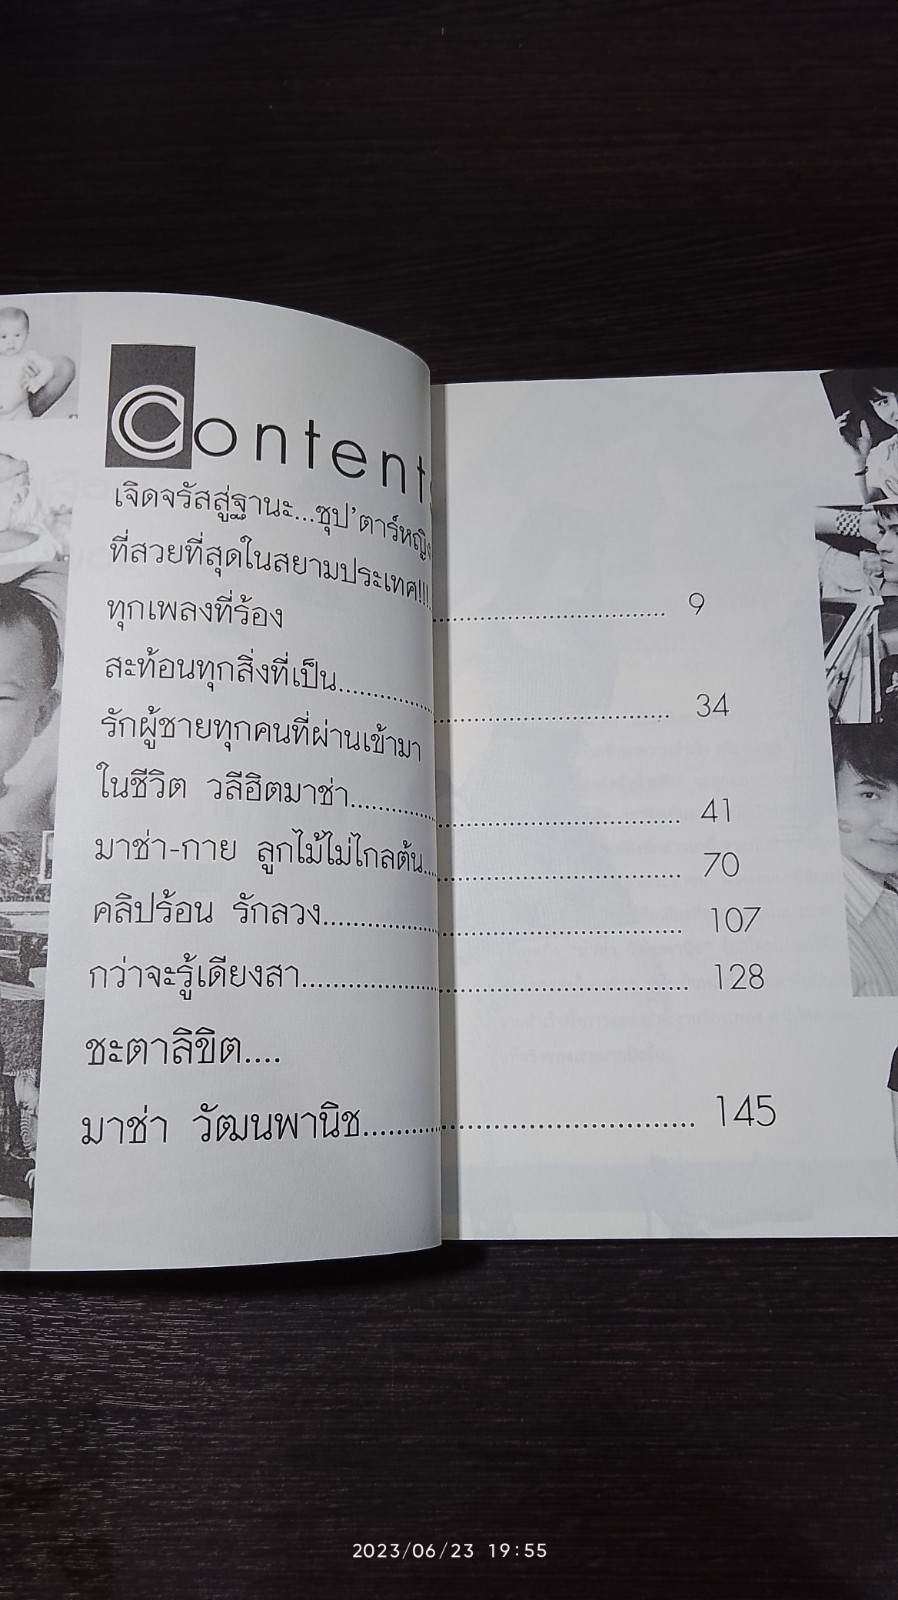 Content
เจิดจรัสสู่ฐานะ...ซุป'ตาร์หญิง
ที่สวยที่สุดในสยามประเทศ!!!.............................. 9
ทุกเพลงที่ร้อง
สะท้อนทุกสิ่งที่เป็น.............................. 34
รักผู้ชายทุกคนที่ผ่านเข้ามา
ในชีวิต วลีฮิตมาช่า.............................. 41
มาช่า-กาย ลูกไม้ไม่ไกลต้น.............................. 70
คลิปร้อน รักลวง.............................. 107
กว่าจะรู้เดียงสา.............................. 128
ชะตาลิขิต....
มาช่า วัฒนพานิช.............................. 145
2023/06/23 19:55